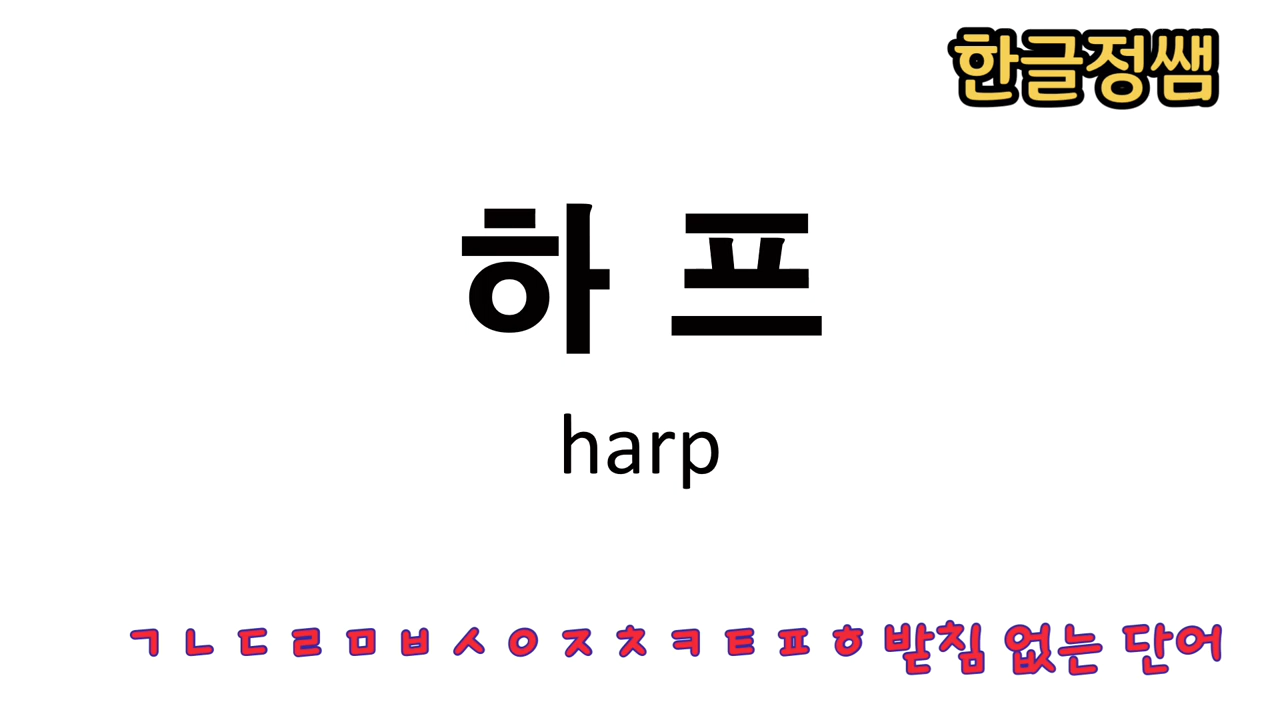 한글정쌤
하 프
harp
ㄱ ㄴ ㄷ ㄹ ㅁ ㅂ ㅅ ㅇ ㅈ ㅊ ㅋ ㅌ ㅍ ㅎ 받침 없는 단어